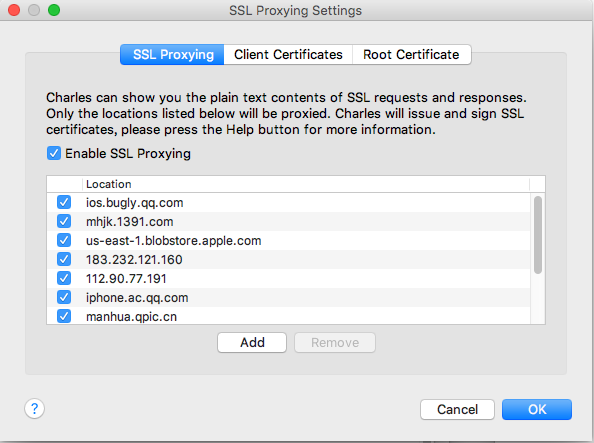 SSL Proxying Settings
SSL Proxying Client Certificates Root Certificate
Charles can show you the plain text contents of SSL requests and responses.
Only the locations listed below will be proxied. Charles will issue and sign SSL
certificates, please press the Help button for more information.
Enable SSL Proxying
Location
ios.bugly.qq.com
mhjk.1391.com
us-east-1.blobstore.apple.com
183.232.121.160
112.90.77.191
iphone.ac.qq.com
manhua.qpic.cn
Add Remove
? Cancel OK